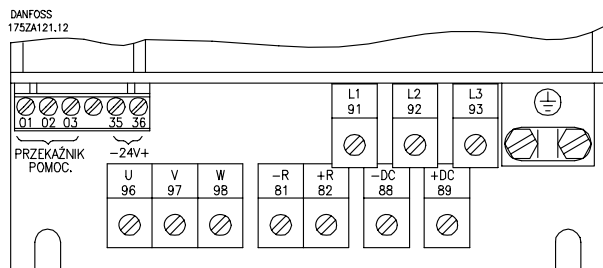 DANFOSS
175ZA121.12
L1 L2 L3
91 92 93
01 02 03 35 36
PRZEKAŹNIK
POMOC.
–24V+
U V W –R +R –DC +DC
96 97 98 81 82 88 89